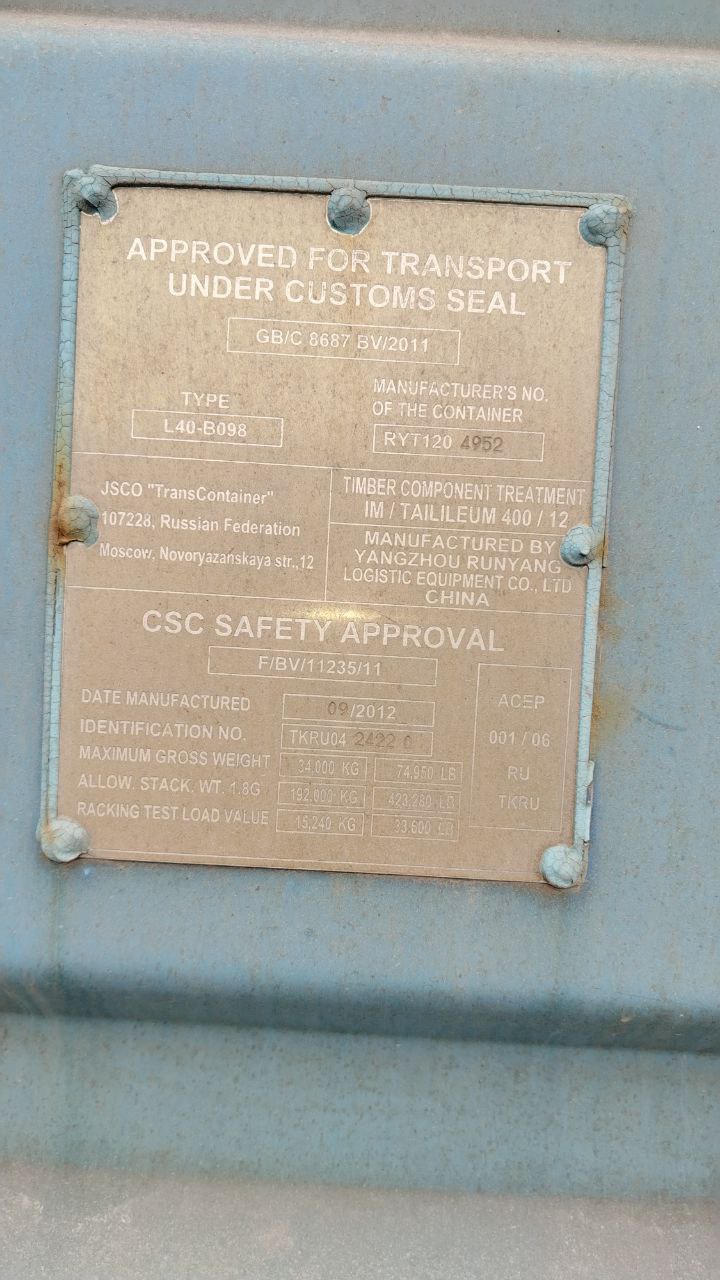 APPROVED FOR TRANSPORT
UNDER CUSTOMS SEAL
GB/C 8687 BV/2011
TYPE
L40-B098
MANUFACTURER'S NO.
OF THE CONTAINER
RYT120 4952
JSCO "TransContainer"
107228, Russian Federation
Moscow, Novoryazanskaya str.,12
TIMBER COMPONENT TREATMENT
IM / TAILILEUM 400 / 12
MANUFACTURED BY
YANGZHOU RUNYANG
LOGISTIC EQUIPMENT CO., LTD
CHINA
CSC SAFETY APPROVAL
F/BV/11235/11
DATE MANUFACTURED 09/2012
IDENTIFICATION NO. TKRU04 2422
MAXIMUM GROSS WEIGHT 34,000 KG 74,950 LB
ALLOW. STACK. WT. 1.8G 192,000 KG 423,280 LB
RACKING TEST LOAD VALUE 15,240 KG 33,600 LB
ACEP
001 / 06
RU
TKRU